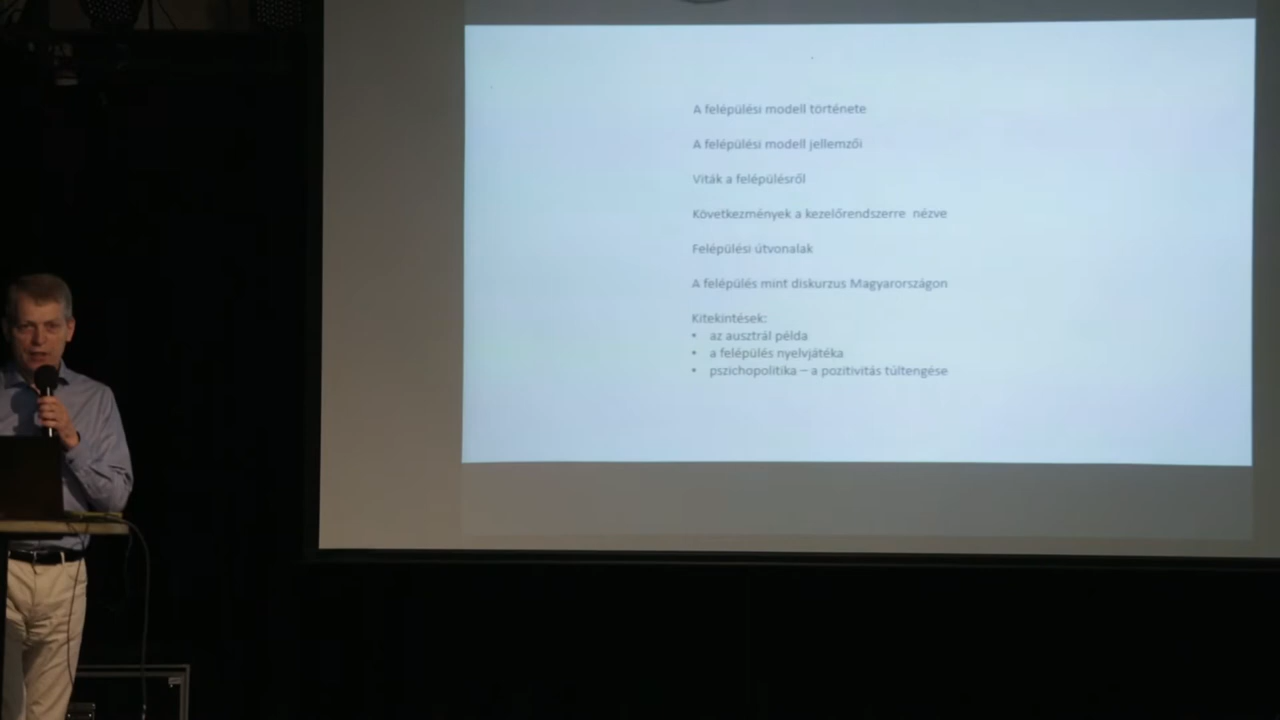 A felépülési modell története
A felépülési modell jellemzői
Viták a felépülésről
Következmények a kezelőrendszerre nézve
Felépülési útvonalak
A felépülés mint diskurzus Magyarországon
Kitekintések:
• az ausztrál példa
• a felépülés nyelvjátéka
• pszichopolitika – a pozitivitás túltengése